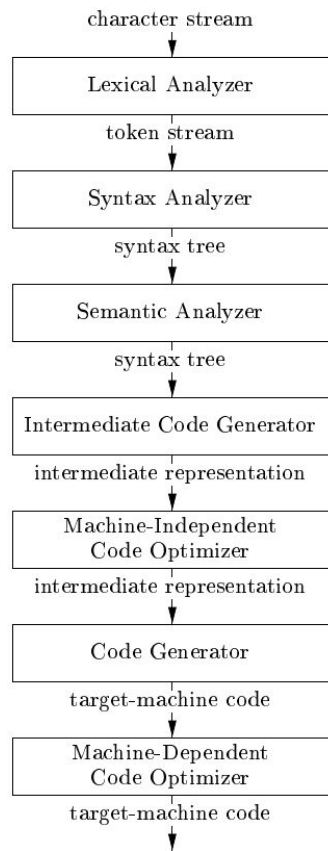 character stream
Lexical Analyzer
token stream
Syntax Analyzer
syntax tree
Semantic Analyzer
syntax tree
Intermediate Code Generator
intermediate representation
Machine-Independent
Code Optimizer
intermediate representation
Code Generator
target-machine code
Machine-Dependent
Code Optimizer
target-machine code